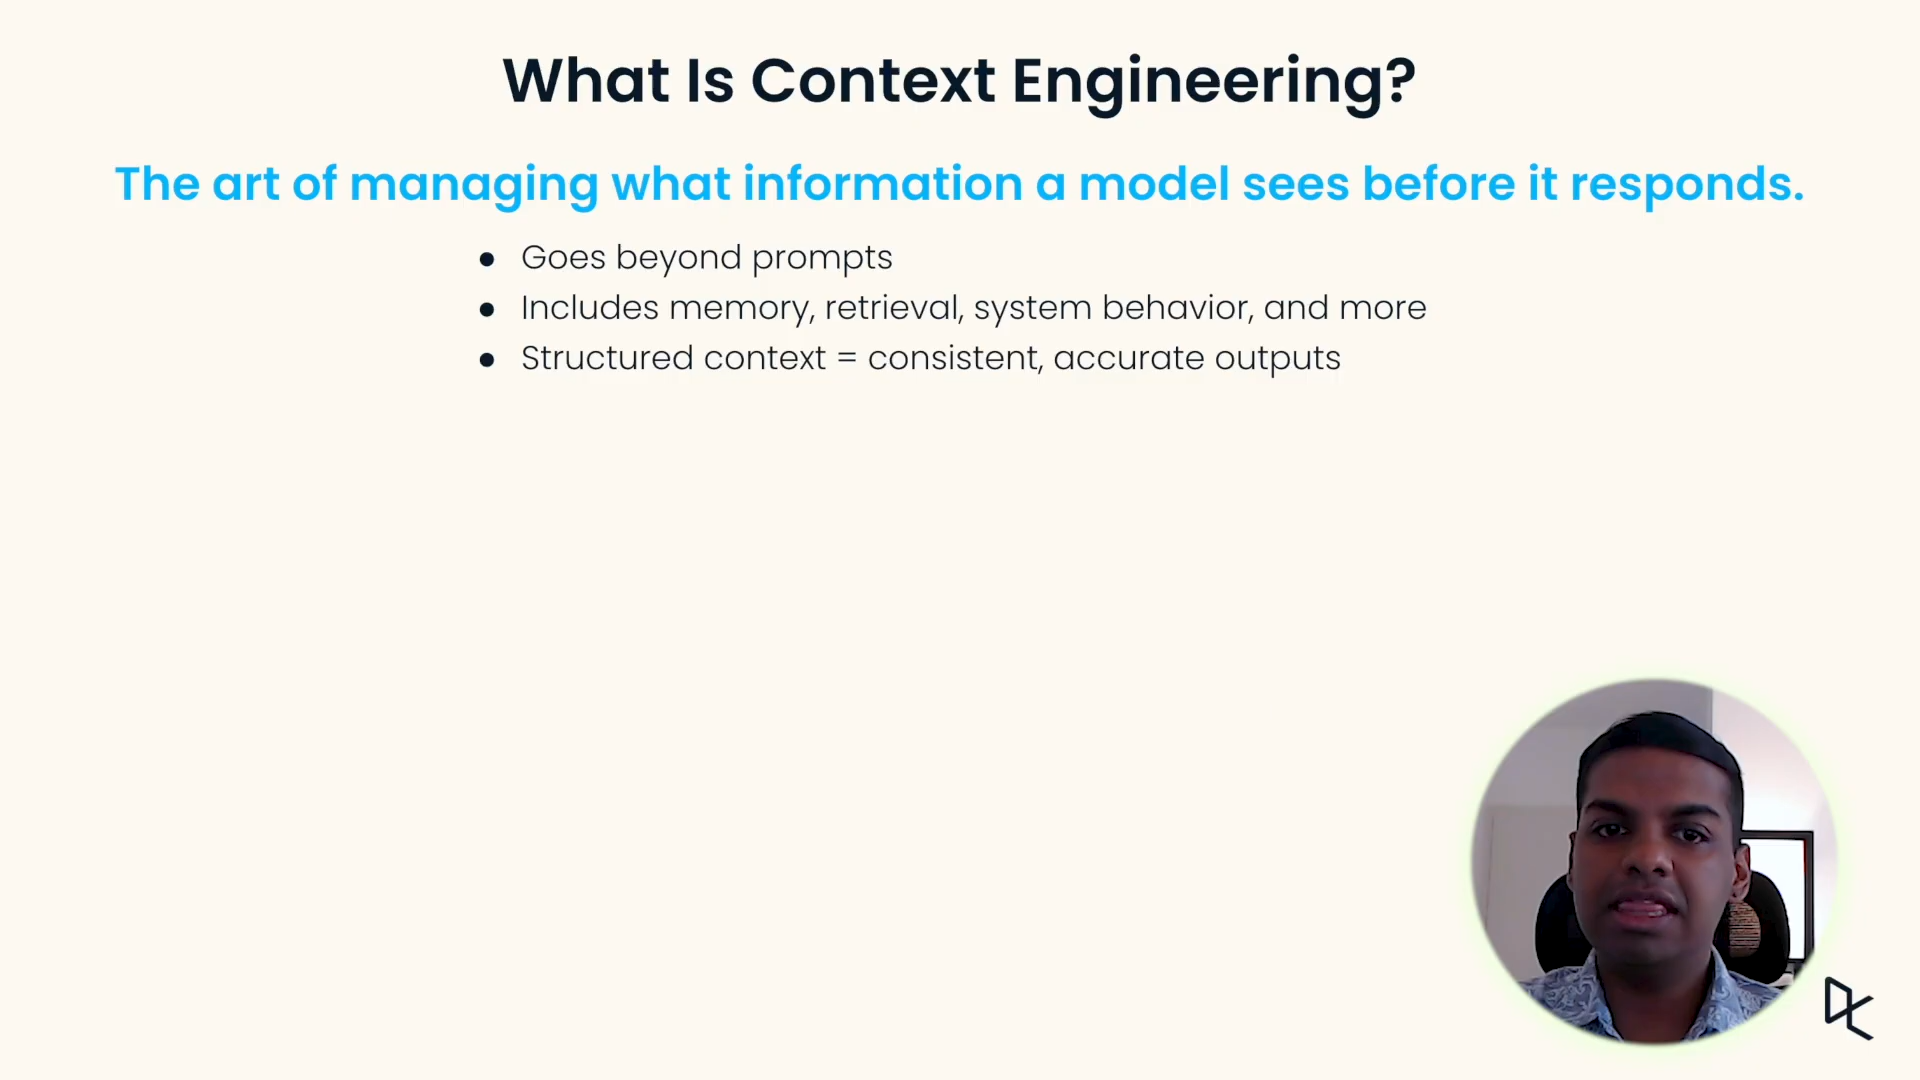 What Is Context Engineering?
The art of managing what information a model sees before it responds.
● Goes beyond prompts
● Includes memory, retrieval, system behavior, and more
● Structured context = consistent, accurate outputs